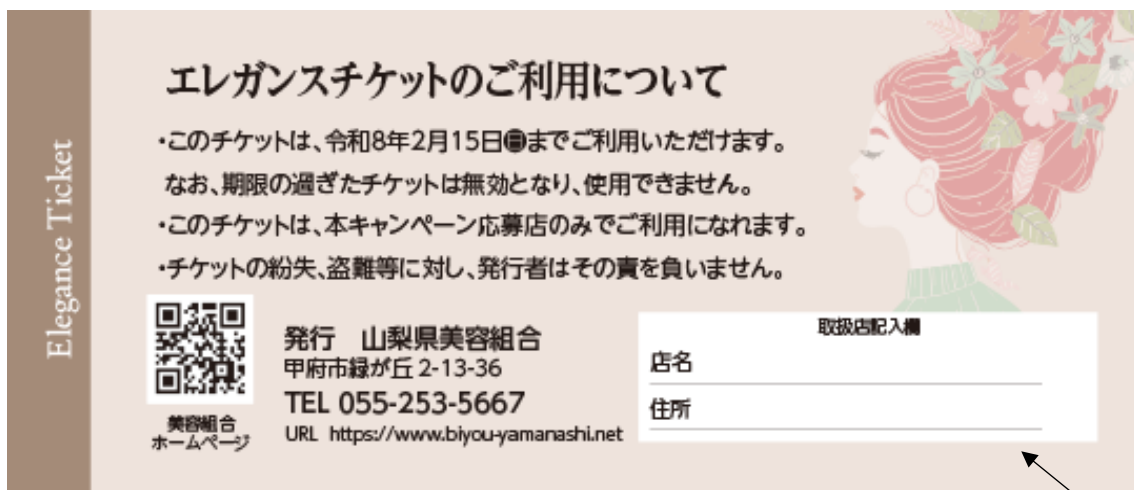 Elegance Ticket
エレガンスチケットのご利用について
・このチケットは、令和8年2月15日㊐までご利用いただけます。
なお、期限の過ぎたチケットは無効となり、使用できません。
・このチケットは、本キャンペーン応募店のみでご利用になれます。
・チケットの紛失、盗難等に対し、発行者はその責を負いません。
美容組合
ホームページ
発行　山梨県美容組合
甲府市緑が丘 2-13-36
TEL 055-253-5667
URL https://www.biyou-yamanashi.net
取扱店記入欄
店名
住所